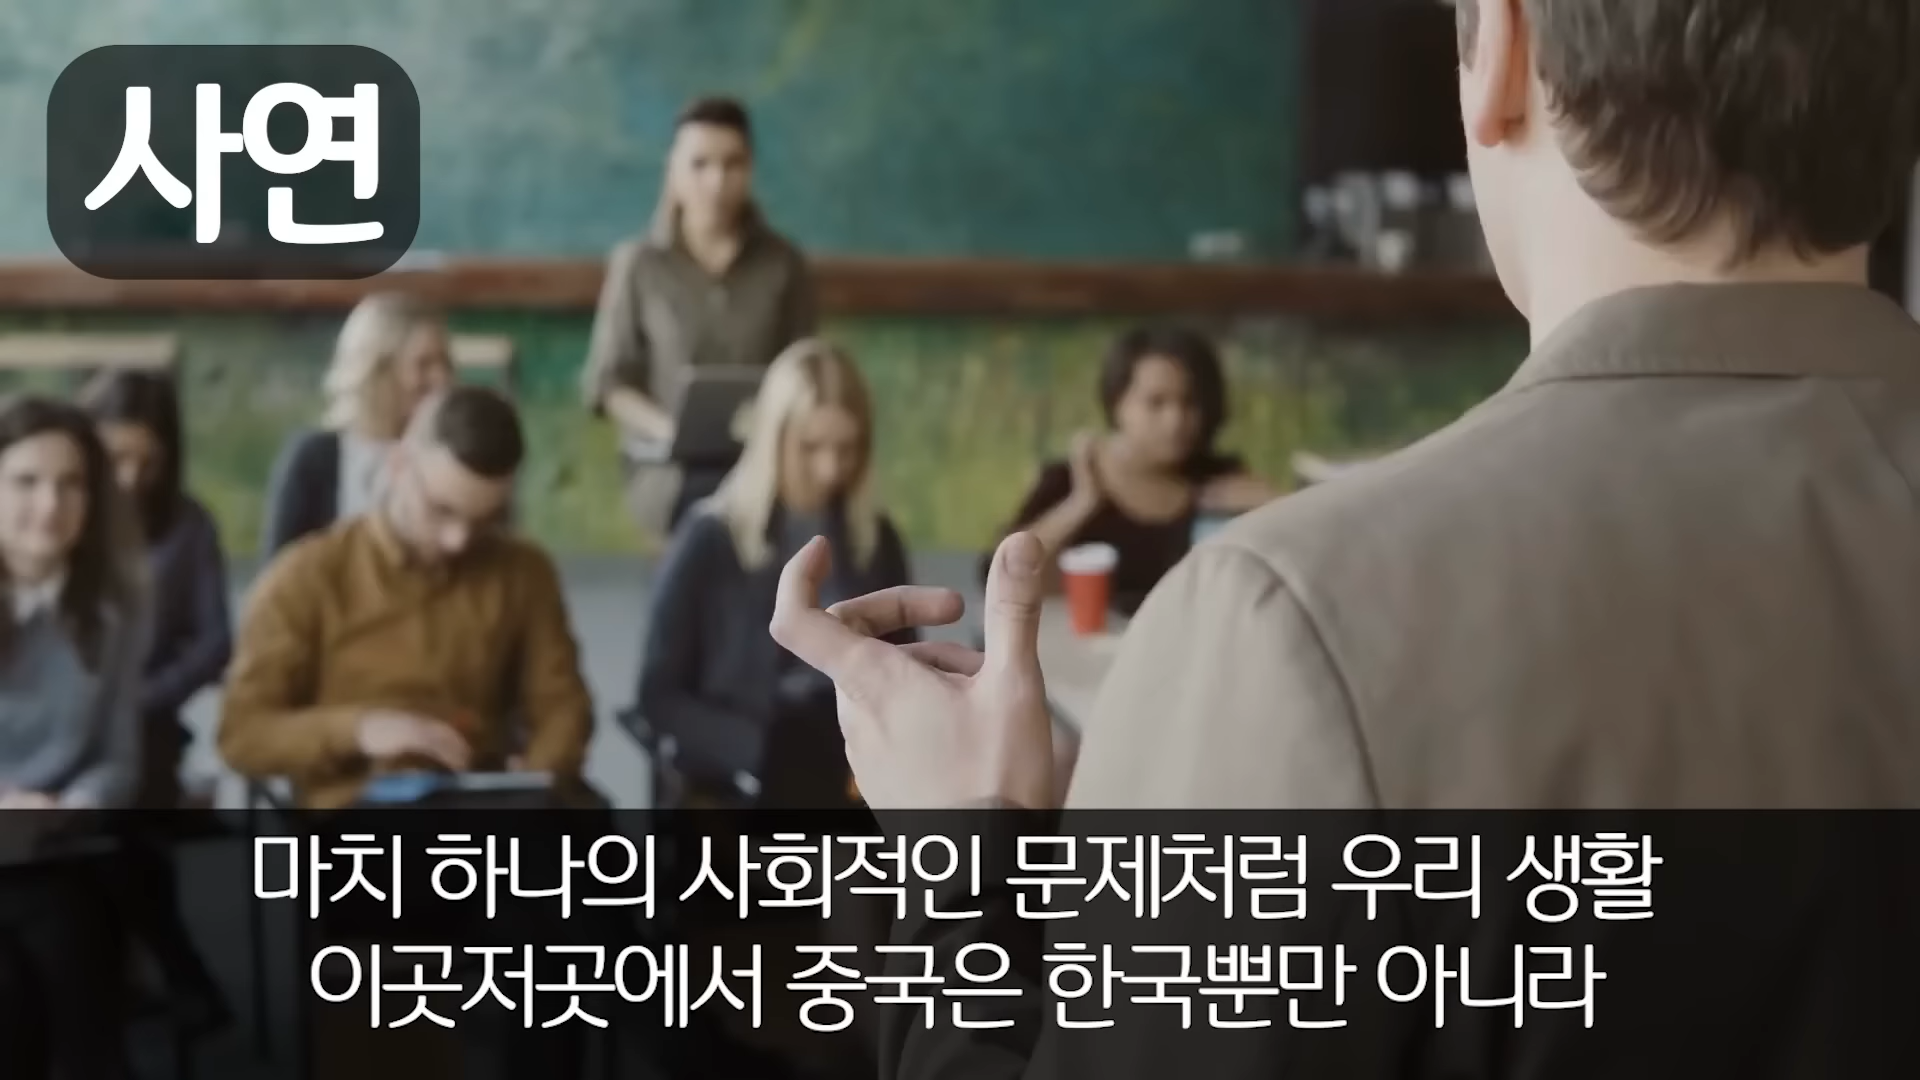 사연
마치 하나의 사회적인 문제처럼 우리 생활
이곳저곳에서 중국은 한국뿐만 아니라